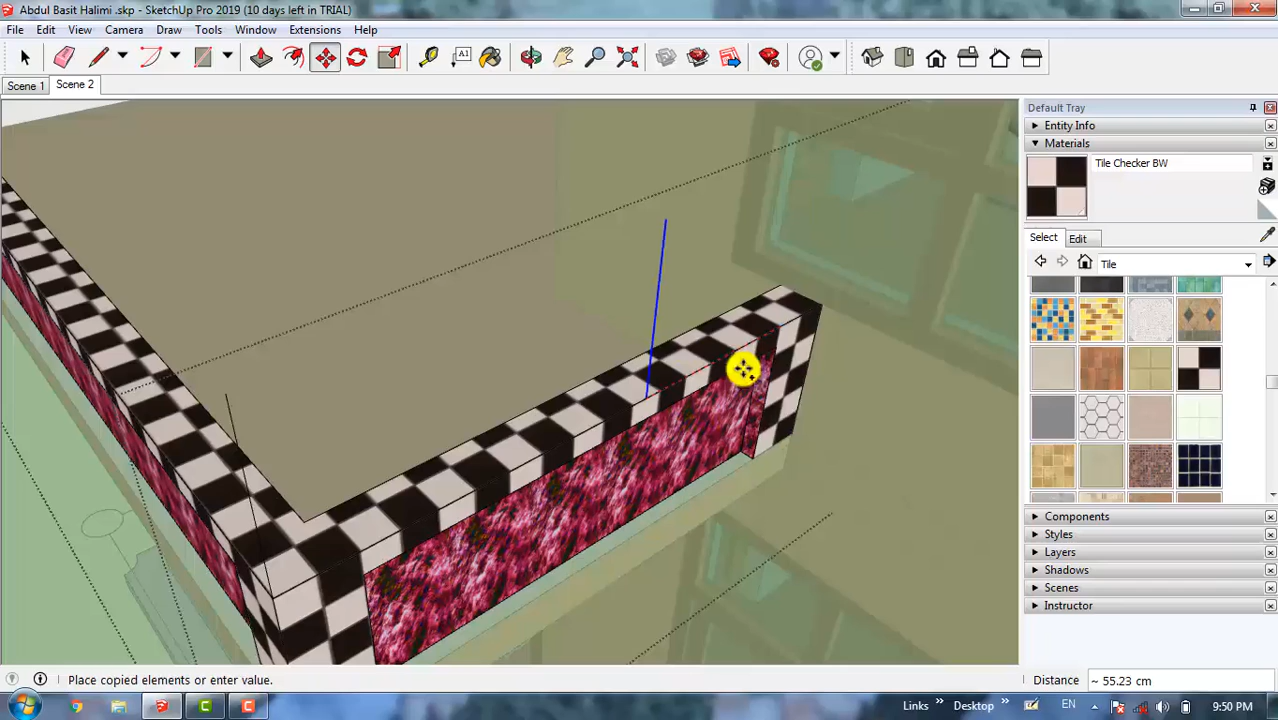 Abdul Basit Halimi .skp - SketchUp Pro 2019 (10 days left in TRIAL)
File Edit View Camera Draw Tools Window Extensions Help
A1
Scene 1 Scene 2
Default Tray
Entity Info
Materials
Tile Checker BW
Select Edit
Tile
Components
Styles
Layers
Shadows
Scenes
Instructor
Place copied elements or enter value.
Distance ~ 55.23 cm
Links » Desktop » EN 9:50 PM